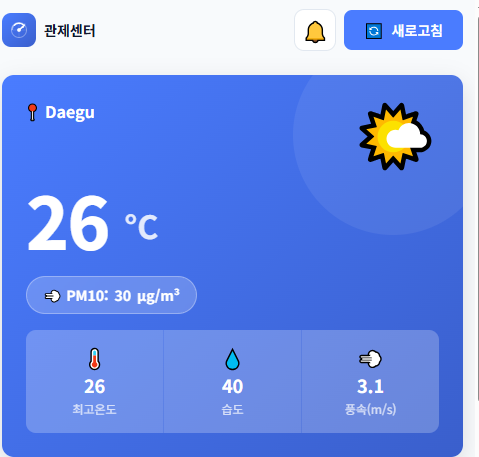 관제센터
새로고침
Daegu
26 °C
PM10: 30 µg/m³
26
최고온도
40
습도
3.1
풍속(m/s)